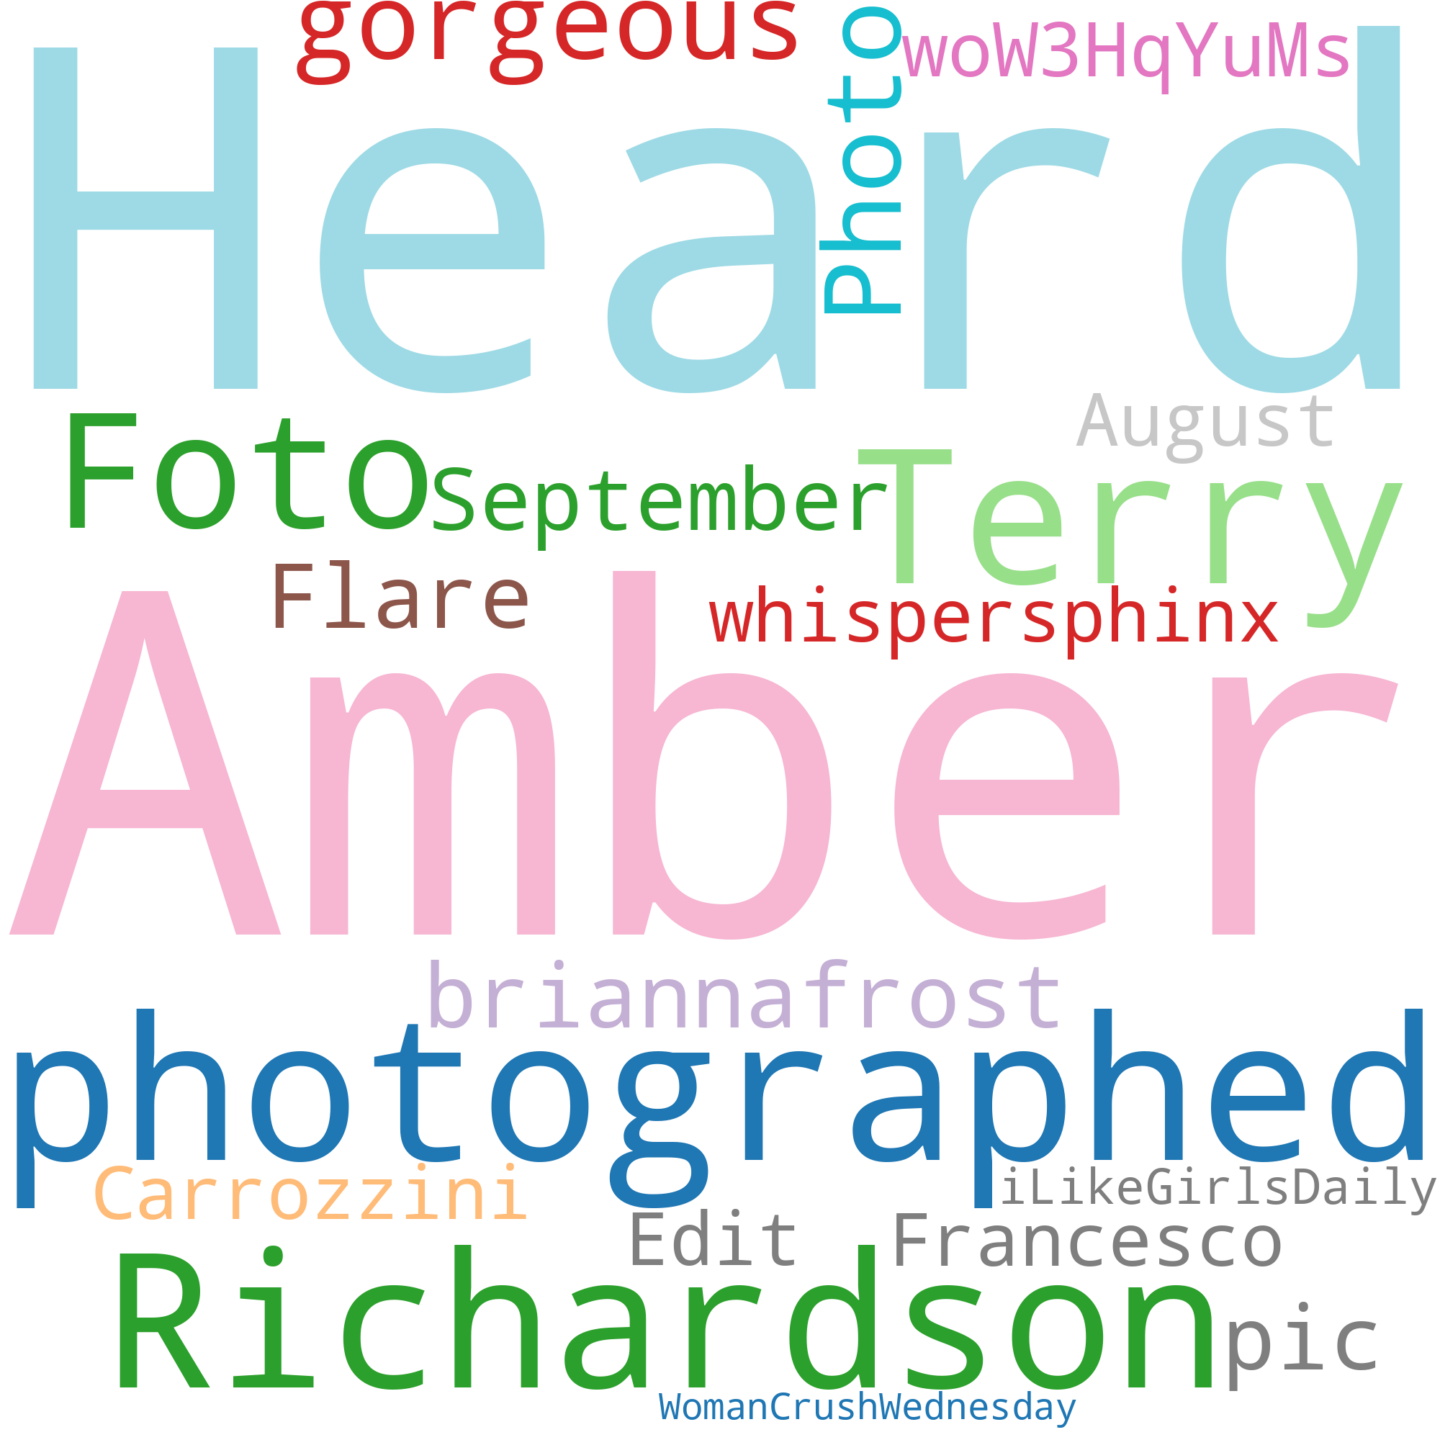 gorgeous
Photo
woW3HqYuMs
Heard
August
Foto
September
Terry
Flare
whispersphinx
Amber
briannafrost
photographed
Carrozzini
iLikeGirlsDaily
Edit
Francesco
Richardson
pic
WomanCrushWednesday